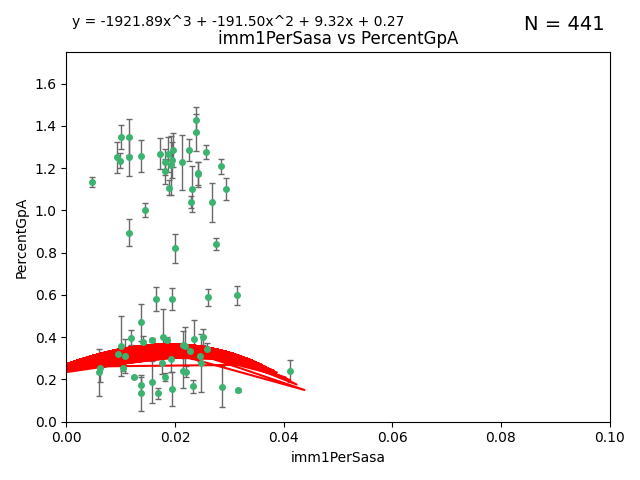 y = -1921.89x^3 + -191.50x^2 + 9.32x + 0.27
N = 441
imm1PerSasa vs PercentGpA
1.6
1.4
1.2
1.0
0.8
0.6
0.4
0.2
0.0
PercentGpA
0.00 0.02 0.04 0.06 0.08 0.10
imm1PerSasa